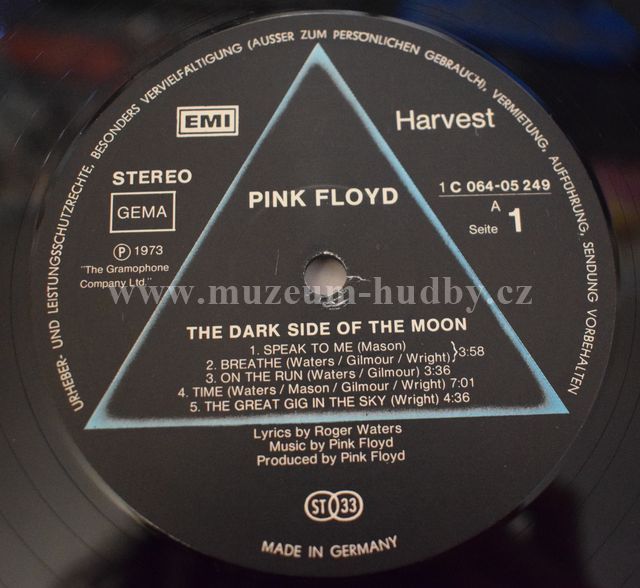 URHEBER- UND LEISTUNGSSCHUTZRECHTE, BESONDERS VERVIELFÄLTIGUNG (AUSSER ZUM PERSÖNLICHEN GEBRAUCH), VERMIETUNG, AUFFÜHRUNG, SENDUNG VORBEHALTEN
EMI
Harvest
STEREO
GEMA
℗ 1973
"The Gramophone
Company Ltd."
PINK FLOYD
1 C 064-05 249
A
Seite 1
www.muzeum-hudby.cz
THE DARK SIDE OF THE MOON
1. SPEAK TO ME (Mason)
2. BREATHE (Waters / Gilmour / Wright) }3:58
3. ON THE RUN (Waters / Gilmour) 3:36
4. TIME (Waters / Mason / Gilmour / Wright) 7:01
5. THE GREAT GIG IN THE SKY (Wright) 4:36
Lyrics by Roger Waters
Music by Pink Floyd
Produced by Pink Floyd
ST 33
MADE IN GERMANY